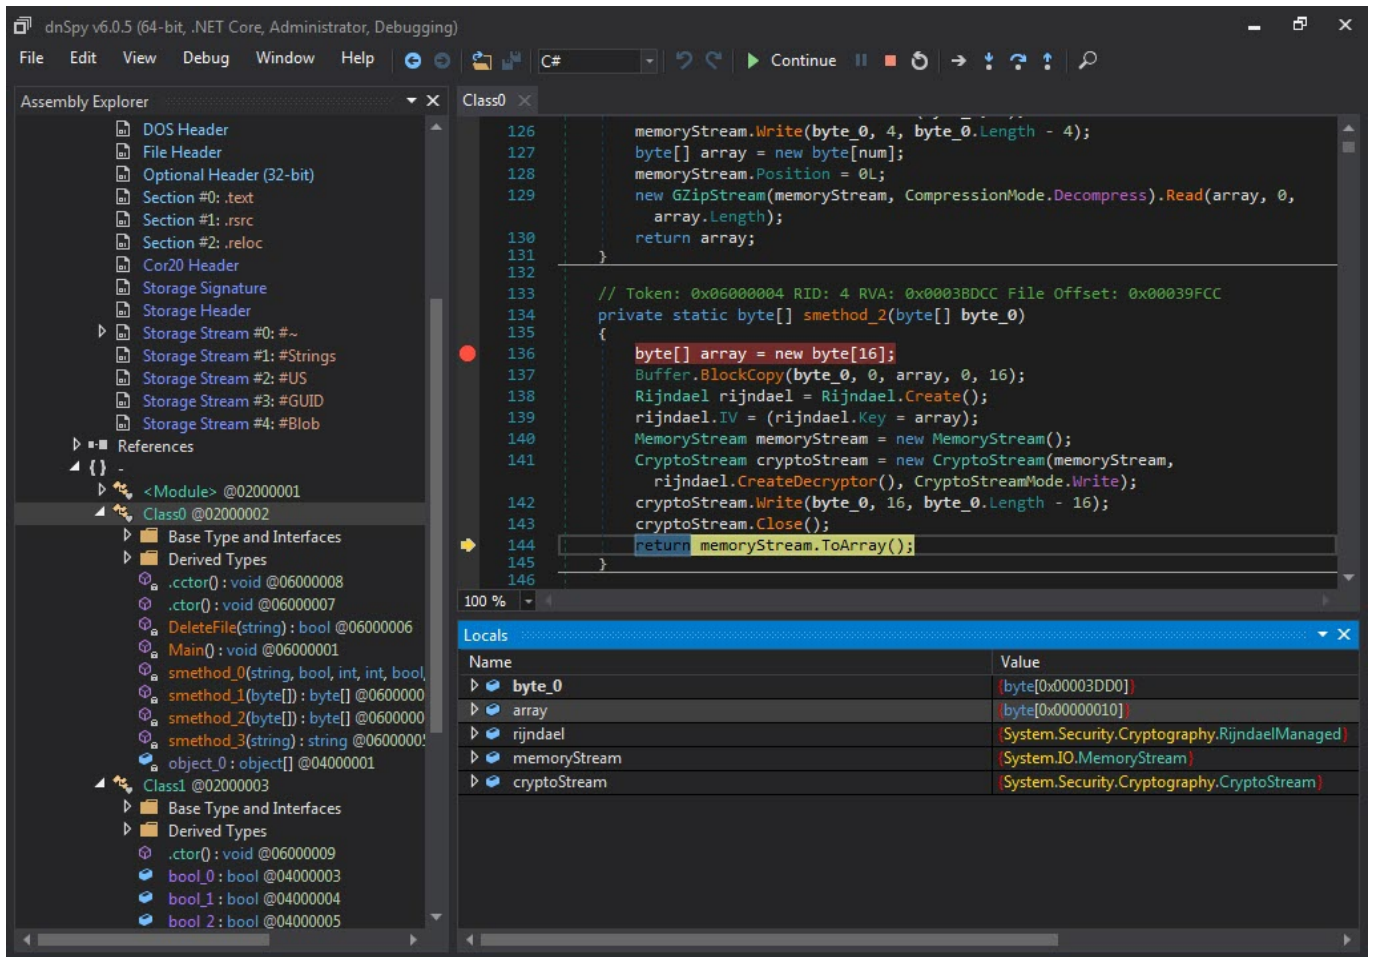 dnSpy v6.0.5 (64-bit, .NET Core, Administrator, Debugging)
File Edit View Debug Window Help C# Continue
Assembly Explorer
DOS Header
File Header
Optional Header (32-bit)
Section #0: .text
Section #1: .rsrc
Section #2: .reloc
Cor20 Header
Storage Signature
Storage Header
Storage Stream #0: #~
Storage Stream #1: #Strings
Storage Stream #2: #US
Storage Stream #3: #GUID
Storage Stream #4: #Blob
References
{ } -
<Module> @02000001
Class0 @02000002
Base Type and Interfaces
Derived Types
.cctor() : void @06000008
.ctor() : void @06000007
DeleteFile(string) : bool @06000006
Main() : void @06000001
smethod_0(string, bool, int, int, bool,
smethod_1(byte[]) : byte[] @0600000
smethod_2(byte[]) : byte[] @0600000
smethod_3(string) : string @06000005
object_0 : object[] @04000001
Class1 @02000003
Base Type and Interfaces
Derived Types
.ctor() : void @06000009
bool_0 : bool @04000003
bool_1 : bool @04000004
bool_2 : bool @04000005
Class0
126 memoryStream.Write(byte_0, 4, byte_0.Length - 4);
127 byte[] array = new byte[num];
128 memoryStream.Position = 0L;
129 new GZipStream(memoryStream, CompressionMode.Decompress).Read(array, 0,
array.Length);
130 return array;
131 }
132
133 // Token: 0x06000004 RID: 4 RVA: 0x0003BDCC File Offset: 0x00039FCC
134 private static byte[] smethod_2(byte[] byte_0)
135 {
136 byte[] array = new byte[16];
137 Buffer.BlockCopy(byte_0, 0, array, 0, 16);
138 Rijndael rijndael = Rijndael.Create();
139 rijndael.IV = (rijndael.Key = array);
140 MemoryStream memoryStream = new MemoryStream();
141 CryptoStream cryptoStream = new CryptoStream(memoryStream,
rijndael.CreateDecryptor(), CryptoStreamMode.Write);
142 cryptoStream.Write(byte_0, 16, byte_0.Length - 16);
143 cryptoStream.Close();
144 return memoryStream.ToArray();
145 }
146
100 %
Locals
Name Value
byte_0 {byte[0x00003DD0]}
array {byte[0x00000010]}
rijndael {System.Security.Cryptography.RijndaelManaged}
memoryStream {System.IO.MemoryStream}
cryptoStream {System.Security.Cryptography.CryptoStream}